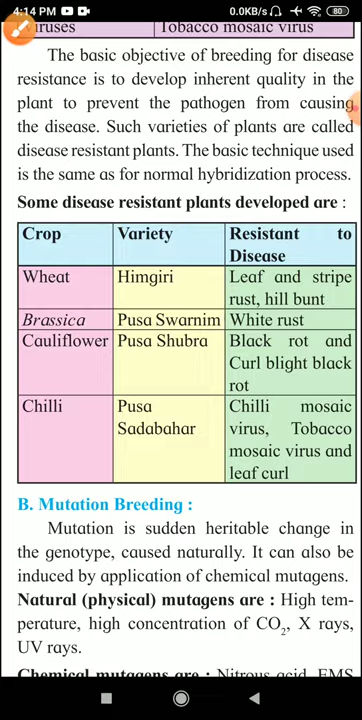 4:14 PM
0.0KB/s
80
Viruses Tobacco mosaic virus
The basic objective of breeding for disease
resistance is to develop inherent quality in the
plant to prevent the pathogen from causing
the disease. Such varieties of plants are called
disease resistant plants. The basic technique used
is the same as for normal hybridization process.
Some disease resistant plants developed are :
Crop Variety Resistant to
Disease
Wheat Himgiri Leaf and stripe
rust, hill bunt
Brassica Pusa Swarnim White rust
Cauliflower Pusa Shubra Black rot and
Curl blight black
rot
Chilli Pusa Chilli mosaic
Sadabahar virus, Tobacco
mosaic virus and
leaf curl
B. Mutation Breeding :
Mutation is sudden heritable change in
the genotype, caused naturally. It can also be
induced by application of chemical mutagens.
Natural (physical) mutagens are : High tem-
perature, high concentration of CO₂, X rays,
UV rays.
Chemical mutagens are : Nitrous acid, EMS